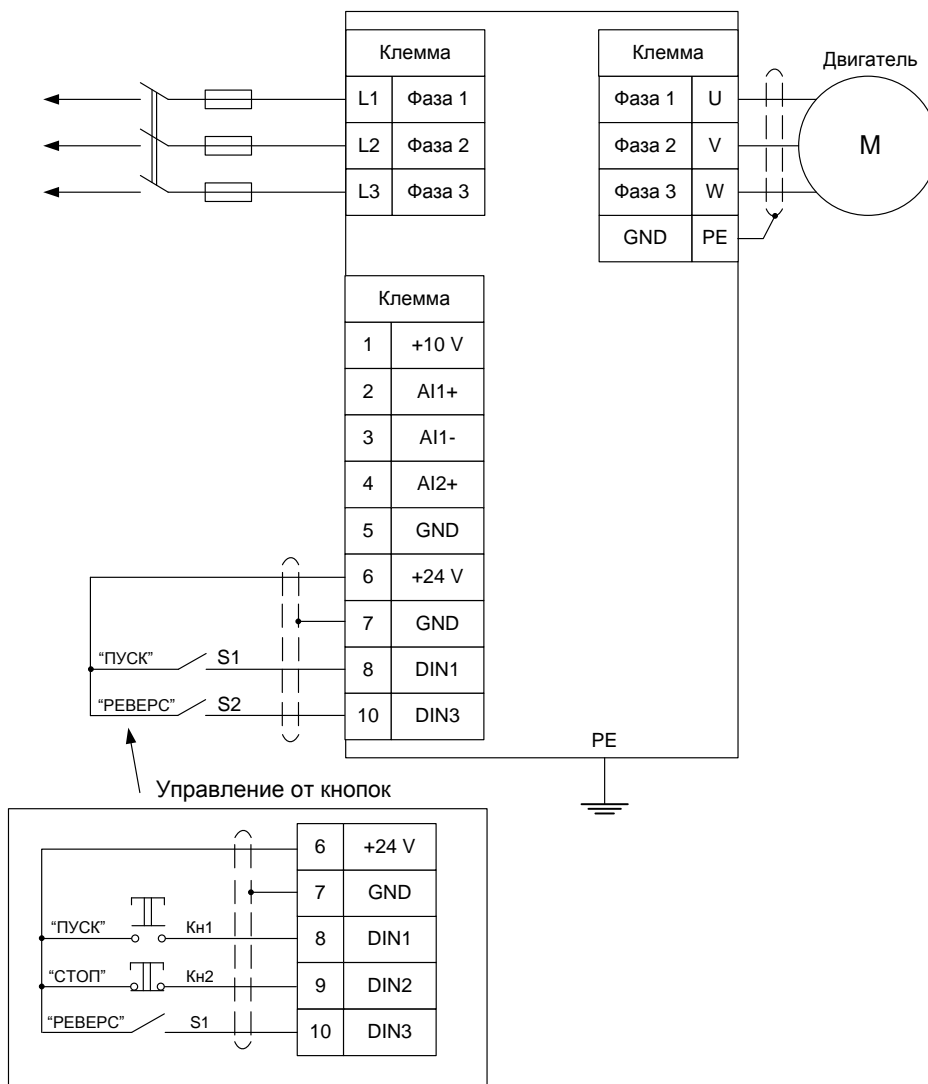 Клемма
L1 Фаза 1
L2 Фаза 2
L3 Фаза 3
Клемма
Фаза 1 U
Фаза 2 V
Фаза 3 W
GND PE
Двигатель
M
Клемма
1 +10 V
2 AI1+
3 AI1-
4 AI2+
5 GND
6 +24 V
7 GND
“ПУСК” S1 8 DIN1
“РЕВЕРС” S2 10 DIN3
PE
Управление от кнопок
6 +24 V
7 GND
“ПУСК” Кн1 8 DIN1
“СТОП” Кн2 9 DIN2
“РЕВЕРС” S1 10 DIN3